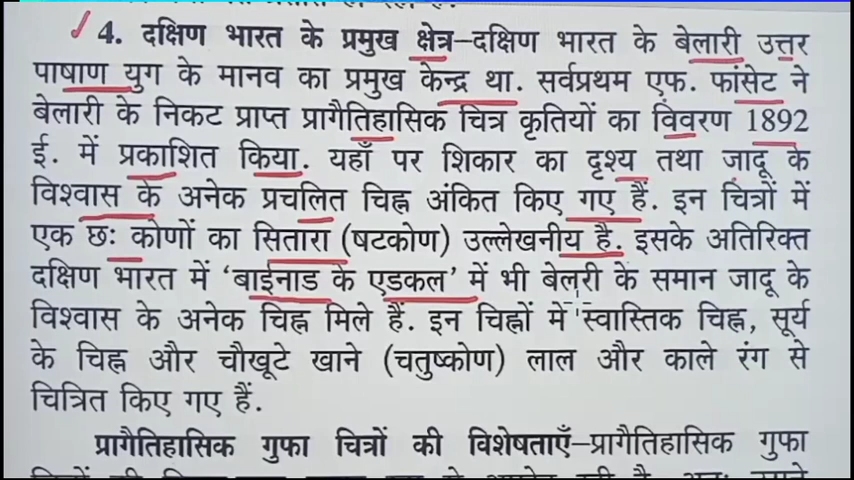 4. दक्षिण भारत के प्रमुख क्षेत्र–दक्षिण भारत के बेलारी उत्तर
पाषाण युग के मानव का प्रमुख केन्द्र था. सर्वप्रथम एफ. फांसेट ने
बेलारी के निकट प्राप्त प्रागैतिहासिक चित्र कृतियों का विवरण 1892
ई. में प्रकाशित किया. यहाँ पर शिकार का दृश्य तथा जादू के
विश्वास के अनेक प्रचलित चिह्न अंकित किए गए हैं. इन चित्रों में
एक छः कोणों का सितारा (षटकोण) उल्लेखनीय है. इसके अतिरिक्त
दक्षिण भारत में ‘बाईनाड के एडकल’ में भी बेलरी के समान जादू के
विश्वास के अनेक चिह्न मिले हैं. इन चिह्नों में स्वास्तिक चिह्न, सूर्य
के चिह्न और चौखूटे खाने (चतुष्कोण) लाल और काले रंग से
चित्रित किए गए हैं.
प्रागैतिहासिक गुफा चित्रों की विशेषताएँ–प्रागैतिहासिक गुफा